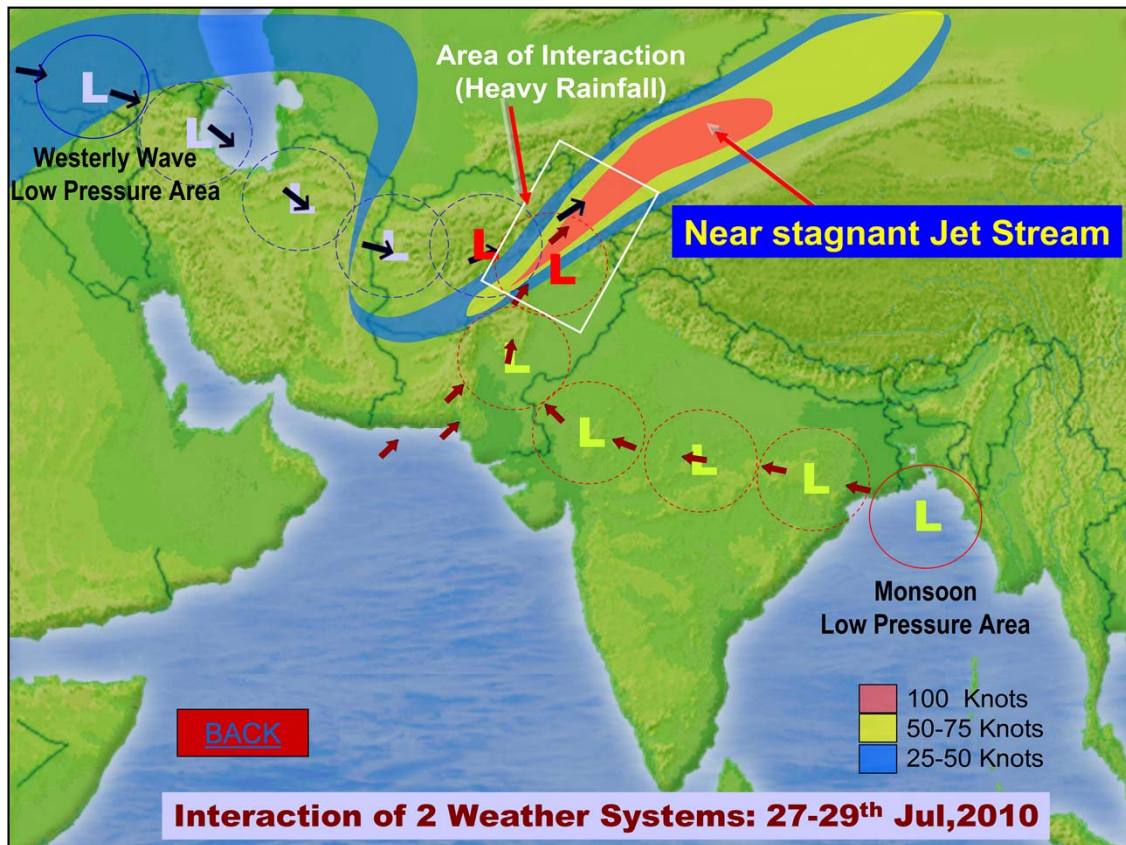 Area of Interaction
(Heavy Rainfall)
L
L
Westerly Wave
Low Pressure Area
L
L
L
L
Near stagnant Jet Stream
L
L
L
L
L
Monsoon
Low Pressure Area
100 Knots
50-75 Knots
25-50 Knots
BACK
Interaction of 2 Weather Systems: 27-29th Jul,2010